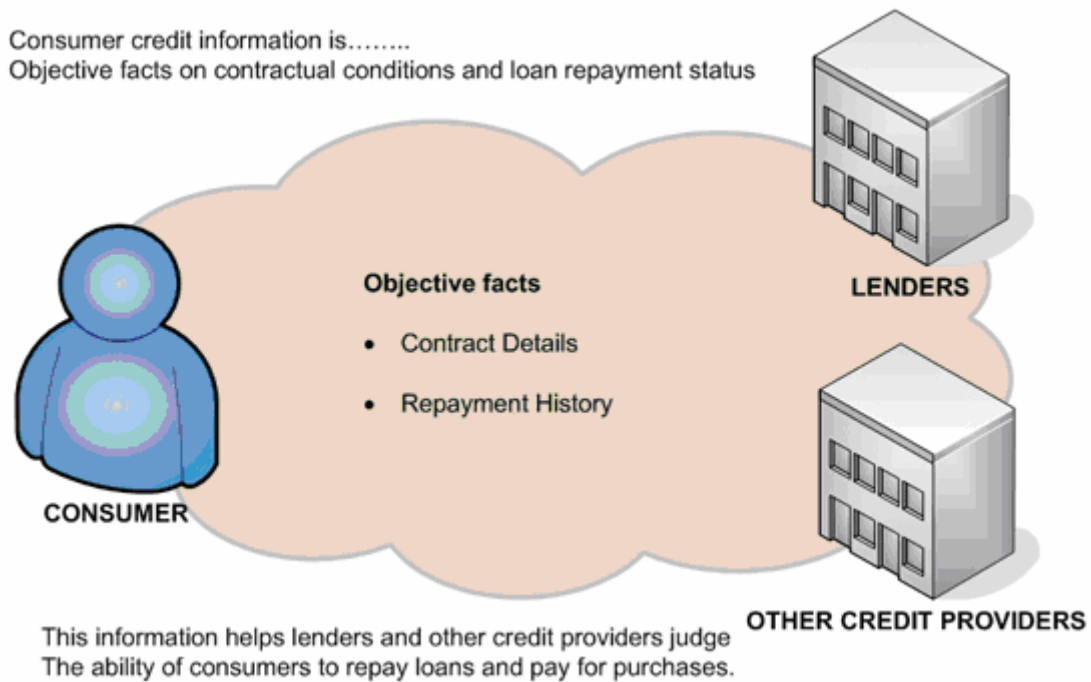 Consumer credit information is……..
Objective facts on contractual conditions and loan repayment status
Objective facts
• Contract Details
• Repayment History
LENDERS
CONSUMER
OTHER CREDIT PROVIDERS
This information helps lenders and other credit providers judge
The ability of consumers to repay loans and pay for purchases.